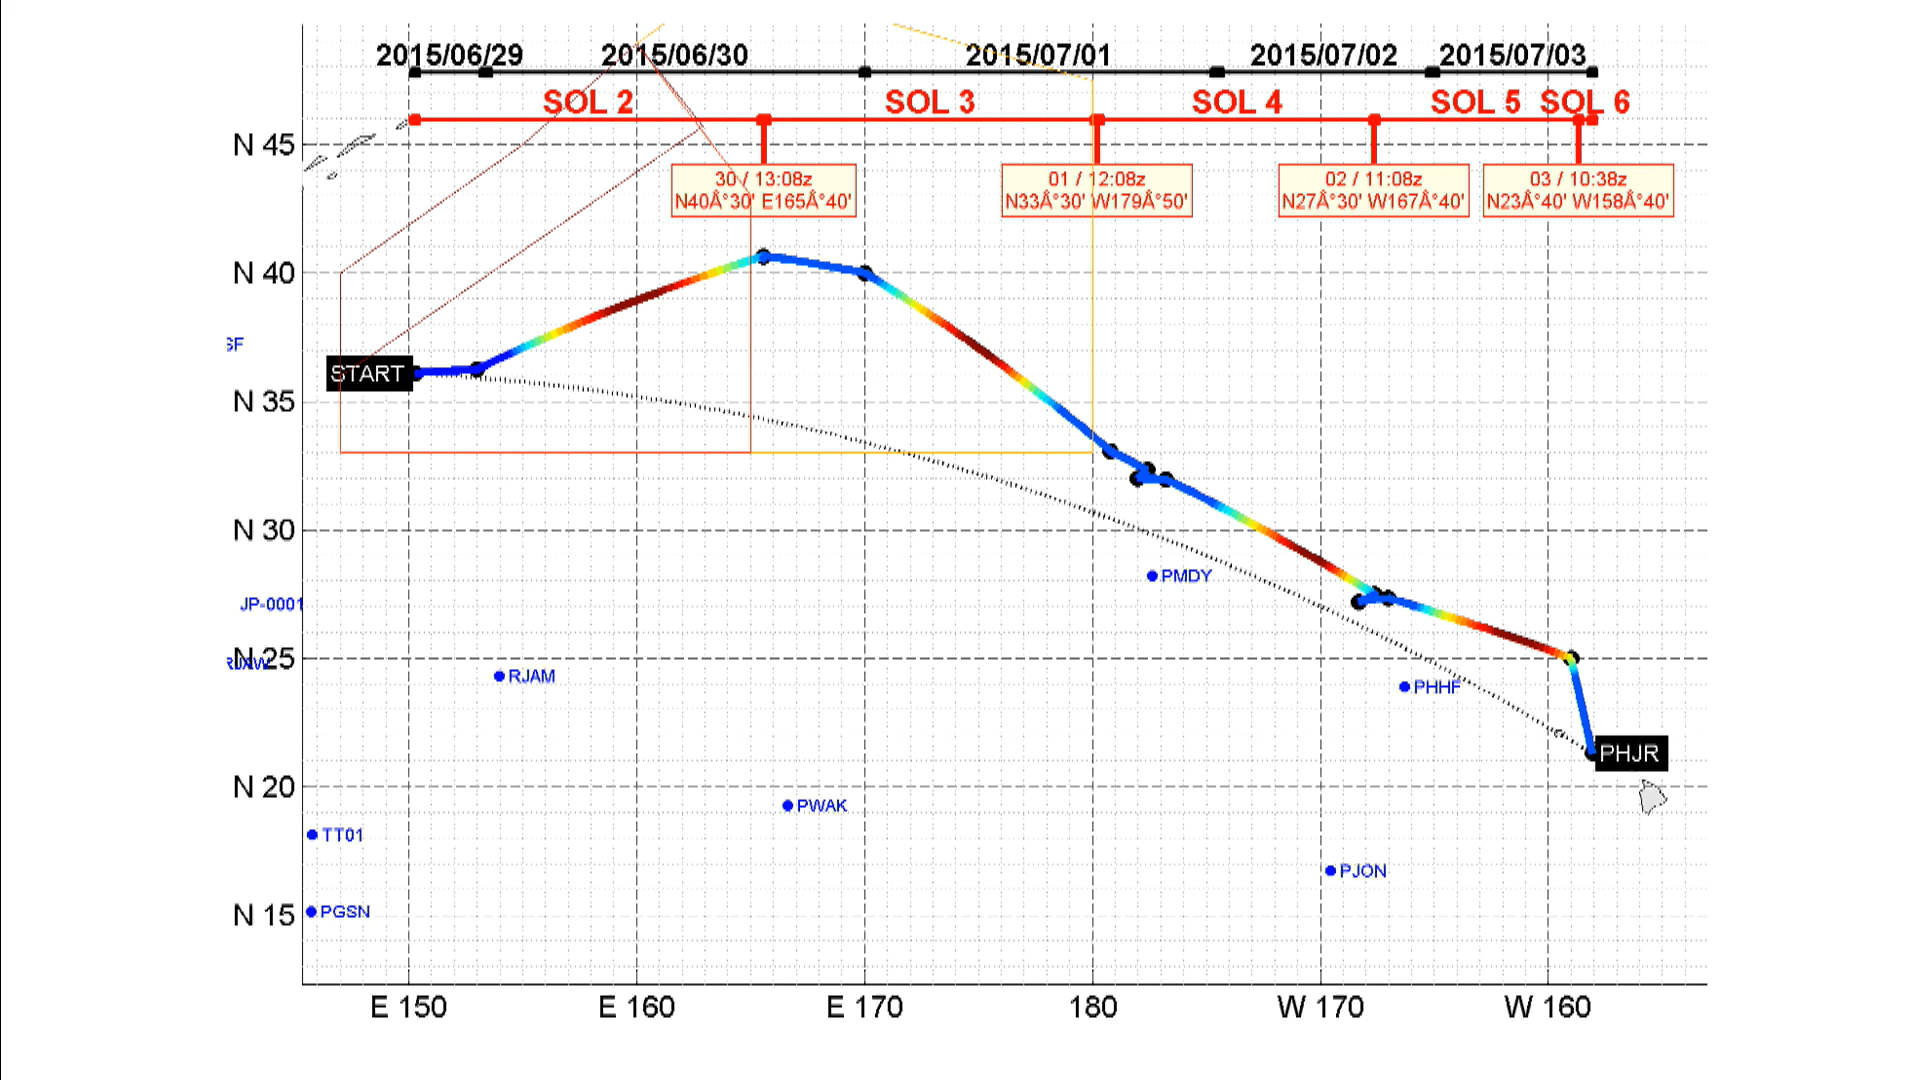 2015/06/29 2015/06/30 2015/07/01 2015/07/02 2015/07/03
SOL 2 SOL 3 SOL 4 SOL 5 SOL 6
N 45
30 / 13:08z
N40Â°30' E165Â°40'
01 / 12:08z
N33Â°30' W179Â°50'
02 / 11:08z
N27Â°30' W167Â°40'
03 / 10:38z
N23Â°40' W158Â°40'
N 40
SF
START
N 35
N 30
PMDY
JP-0001
N 25
RJAM
PHHF
PHJR
N 20
PWAK
TT01
PJON
N 15
PGSN
E 150 E 160 E 170 180 W 170 W 160